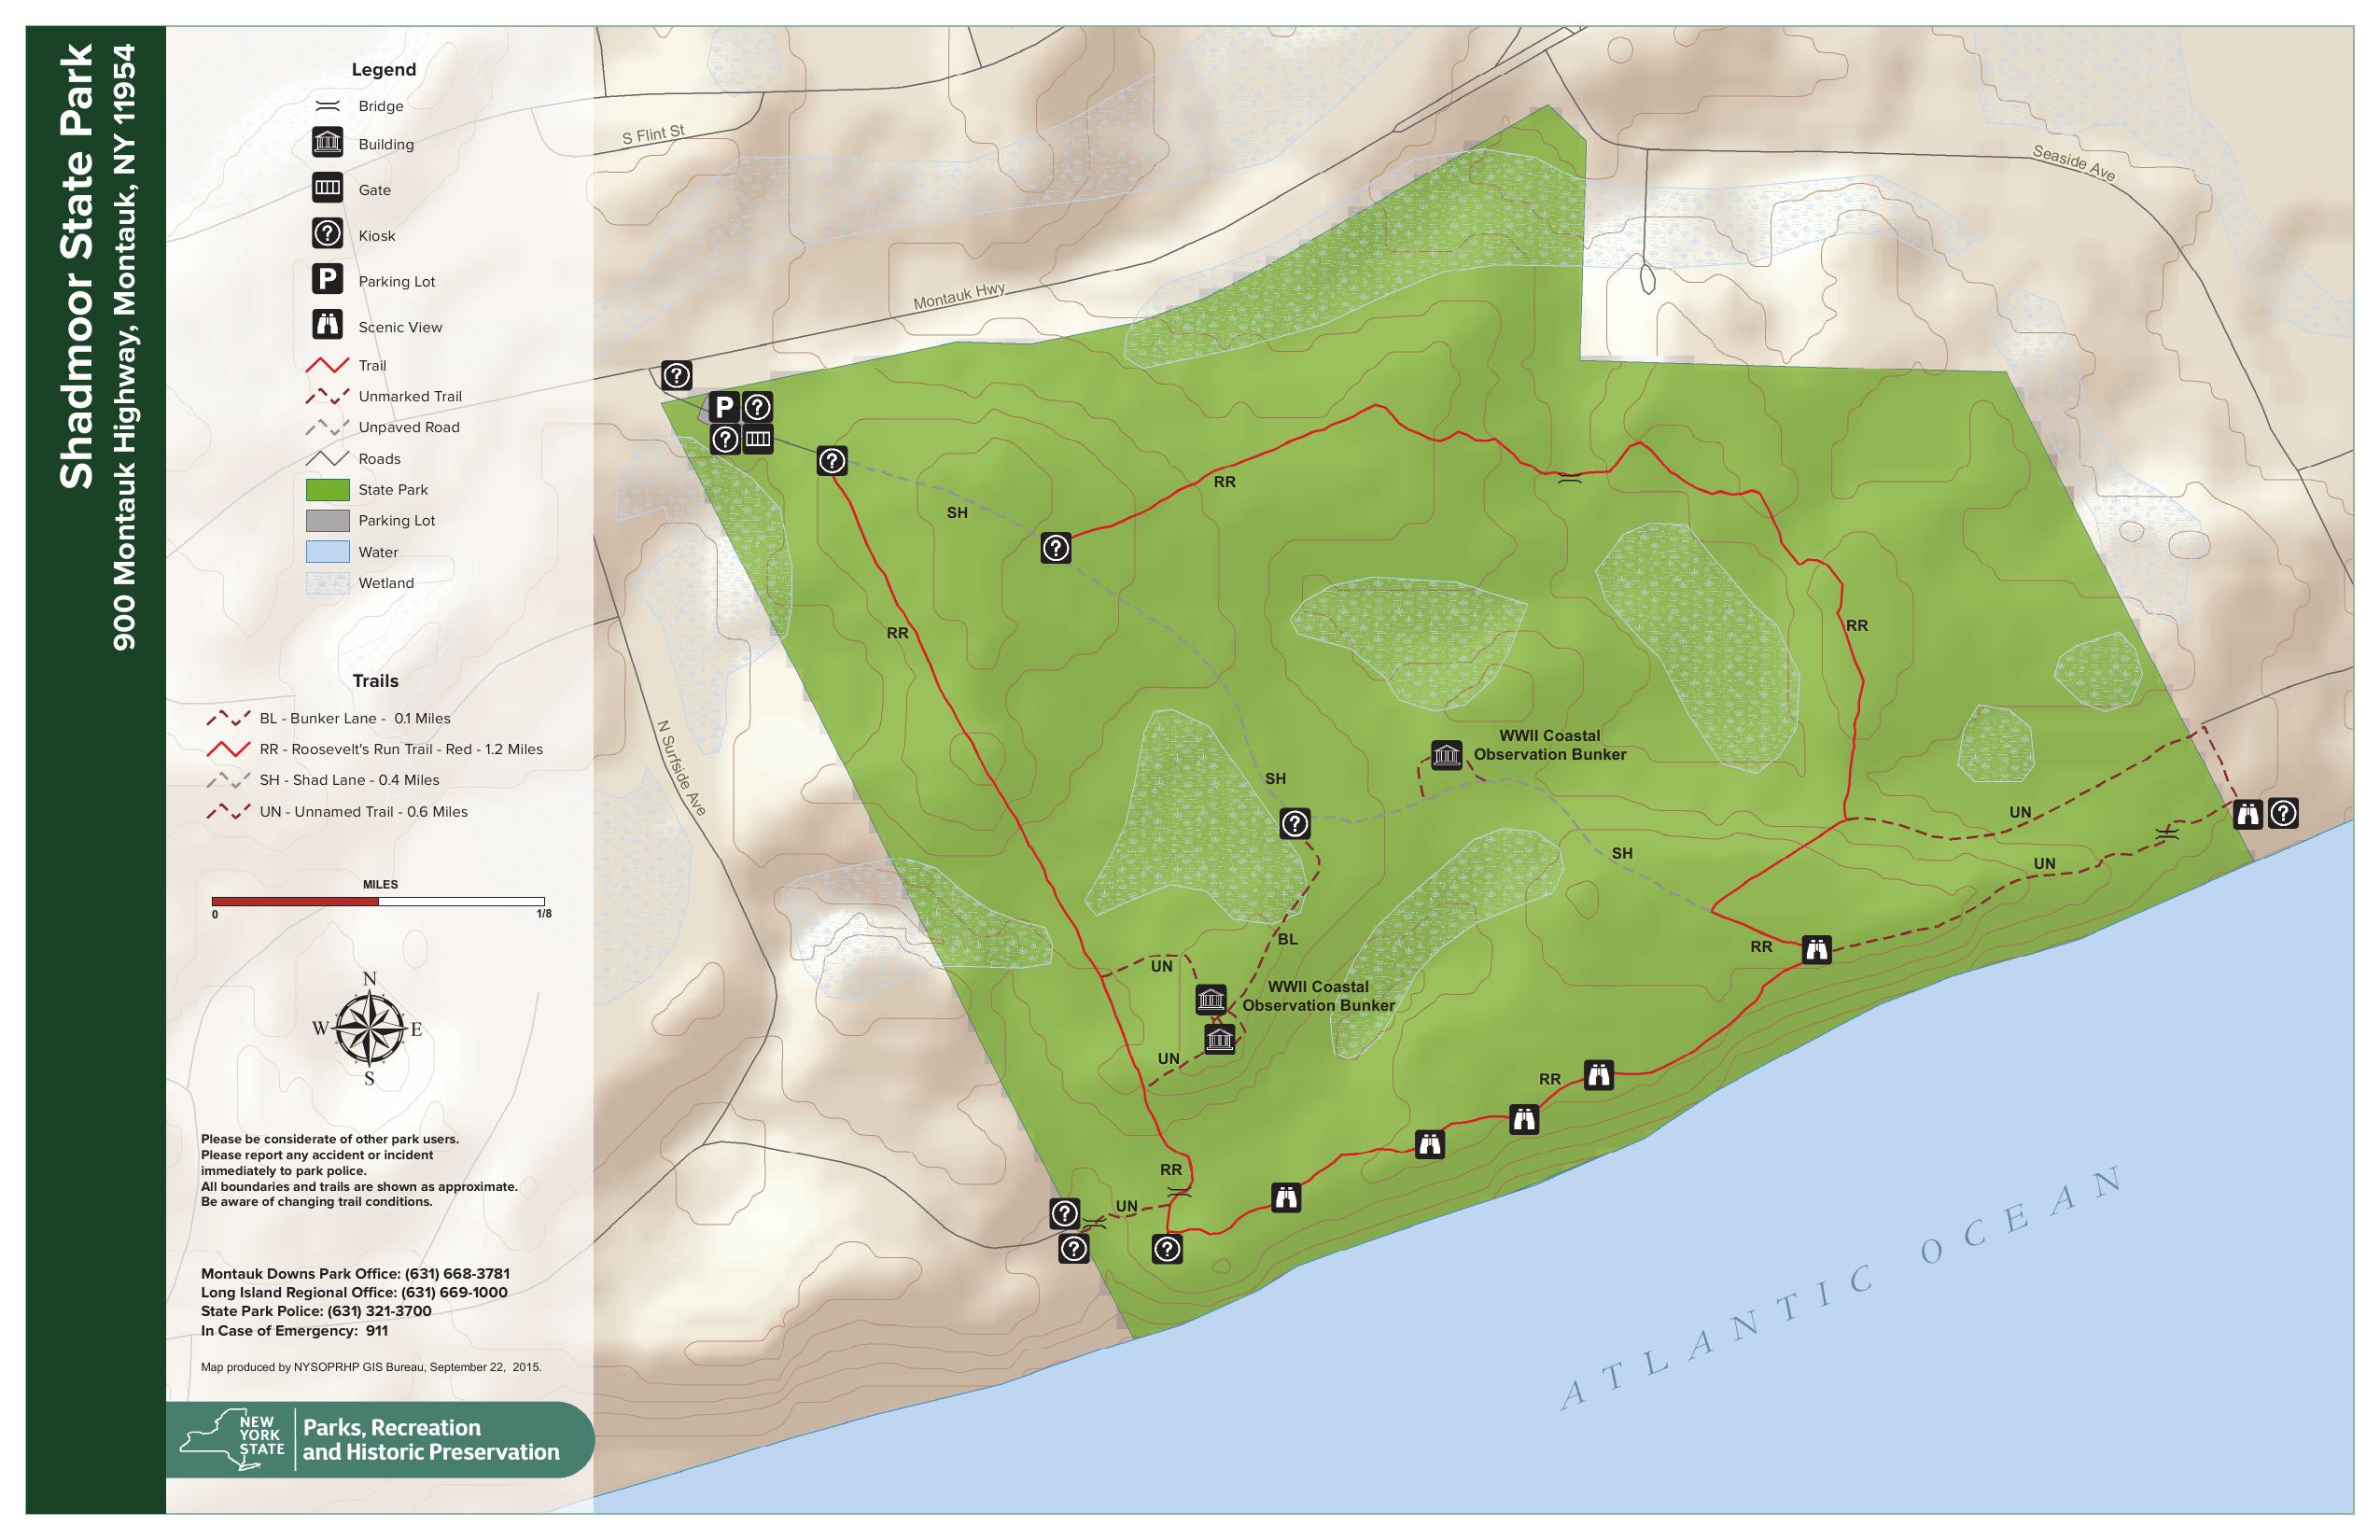 Shadmoor State Park
900 Montauk Highway, Montauk, NY 11954
Legend
Bridge
Building
Gate
? Kiosk
P Parking Lot
Scenic View
Trail
Unmarked Trail
Unpaved Road
Roads
State Park
Parking Lot
Water
Wetland
Trails
BL - Bunker Lane - 0.1 Miles
RR - Roosevelt's Run Trail - Red - 1.2 Miles
SH - Shad Lane - 0.4 Miles
UN - Unnamed Trail - 0.6 Miles
MILES
0 1/8
N
W E
S
Please be considerate of other park users.
Please report any accident or incident
immediately to park police.
All boundaries and trails are shown as approximate.
Be aware of changing trail conditions.
Montauk Downs Park Office: (631) 668-3781
Long Island Regional Office: (631) 669-1000
State Park Police: (631) 321-3700
In Case of Emergency: 911
Map produced by NYSOPRHP GIS Bureau, September 22, 2015.
NEW
YORK
STATE
Parks, Recreation
and Historic Preservation
S Flint St
Seaside Ave
Montauk Hwy
?
P ?
?
?
RR
SH
?
RR
RR
N Surfside Ave
WWII Coastal
Observation Bunker
SH
?
UN
?
SH
UN
BL
RR
UN
WWII Coastal
Observation Bunker
UN
RR
RR
UN
?
?
?
ATLANTIC OCEAN